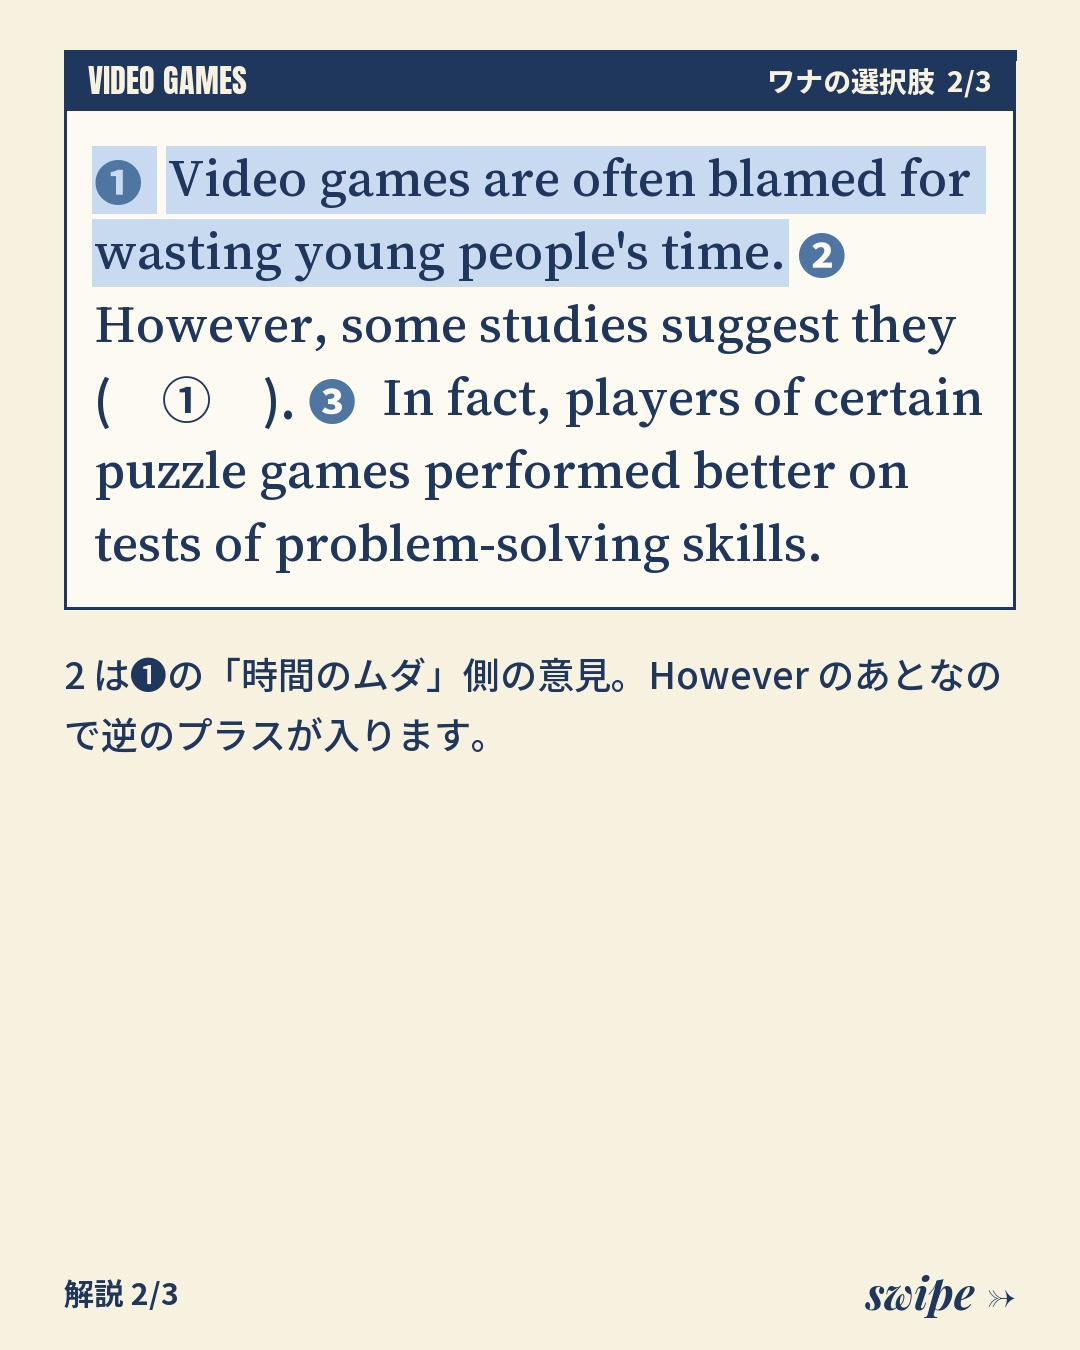 VIDEO GAMES
ワナの選択肢 2/3
❶ Video games are often blamed for
wasting young people's time. ❷
However, some studies suggest they
( ① ). ❸ In fact, players of certain
puzzle games performed better on
tests of problem-solving skills.
2 は❶の「時間のムダ」側の意見。However のあとなの
で逆のプラスが入ります。
解説 2/3
swipe